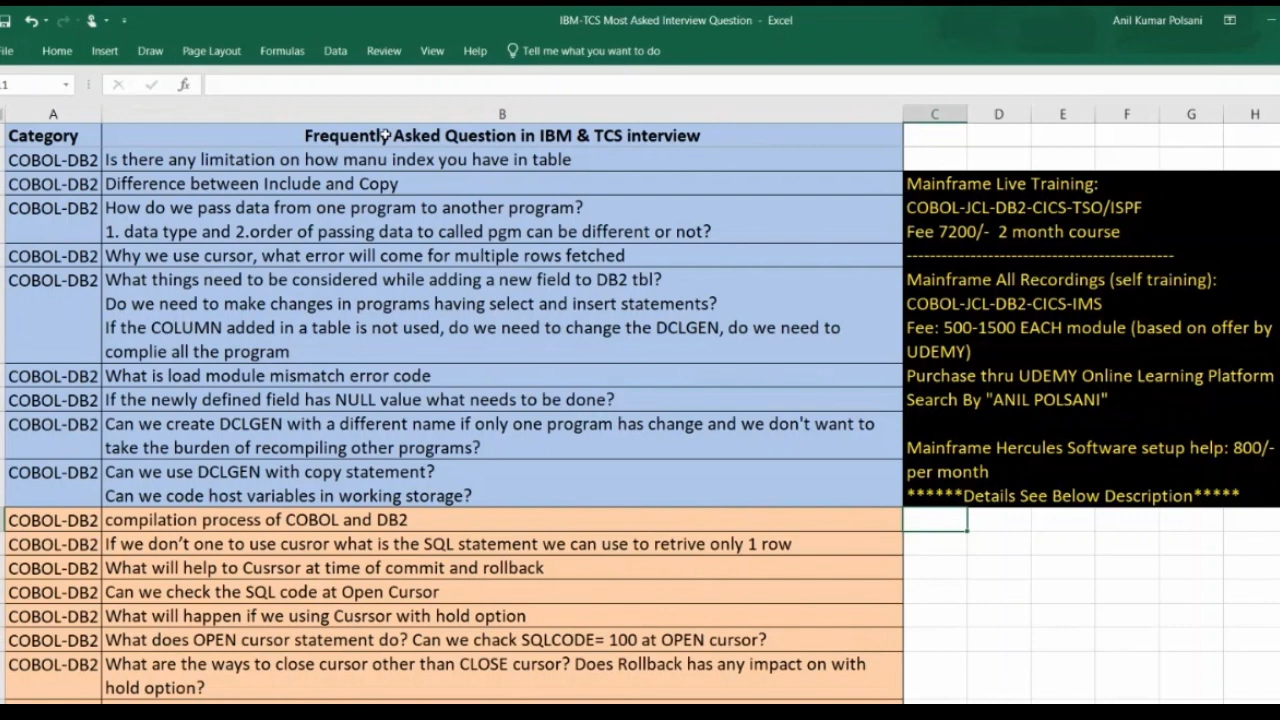 IBM-TCS Most Asked Interview Question - Excel
Anil Kumar Polsani
File Home Insert Draw Page Layout Formulas Data Review View Help Tell me what you want to do
fx
A B C D E F G H
Category Frequently Asked Question in IBM & TCS interview
COBOL-DB2 Is there any limitation on how manu index you have in table
COBOL-DB2 Difference between Include and Copy
COBOL-DB2 How do we pass data from one program to another program?
1. data type and 2.order of passing data to called pgm can be different or not?
COBOL-DB2 Why we use cursor, what error will come for multiple rows fetched
COBOL-DB2 What things need to be considered while adding a new field to DB2 tbl?
Do we need to make changes in programs having select and insert statements?
If the COLUMN added in a table is not used, do we need to change the DCLGEN, do we need to
complie all the program
COBOL-DB2 What is load module mismatch error code
COBOL-DB2 If the newly defined field has NULL value what needs to be done?
COBOL-DB2 Can we create DCLGEN with a different name if only one program has change and we don't want to
take the burden of recompiling other programs?
COBOL-DB2 Can we use DCLGEN with copy statement?
Can we code host variables in working storage?
COBOL-DB2 compilation process of COBOL and DB2
COBOL-DB2 If we don't one to use cusror what is the SQL statement we can use to retrive only 1 row
COBOL-DB2 What will help to Cusrsor at time of commit and rollback
COBOL-DB2 Can we check the SQL code at Open Cursor
COBOL-DB2 What will happen if we using Cusrsor with hold option
COBOL-DB2 What does OPEN cursor statement do? Can we chack SQLCODE= 100 at OPEN cursor?
COBOL-DB2 What are the ways to close cursor other than CLOSE cursor? Does Rollback has any impact on with
hold option?
Mainframe Live Training:
COBOL-JCL-DB2-CICS-TSO/ISPF
Fee 7200/- 2 month course
---------------------------------------------
Mainframe All Recordings (self training):
COBOL-JCL-DB2-CICS-IMS
Fee: 500-1500 EACH module (based on offer by
UDEMY)
Purchase thru UDEMY Online Learning Platform
Search By "ANIL POLSANI"
Mainframe Hercules Software setup help: 800/-
per month
******Details See Below Description*****